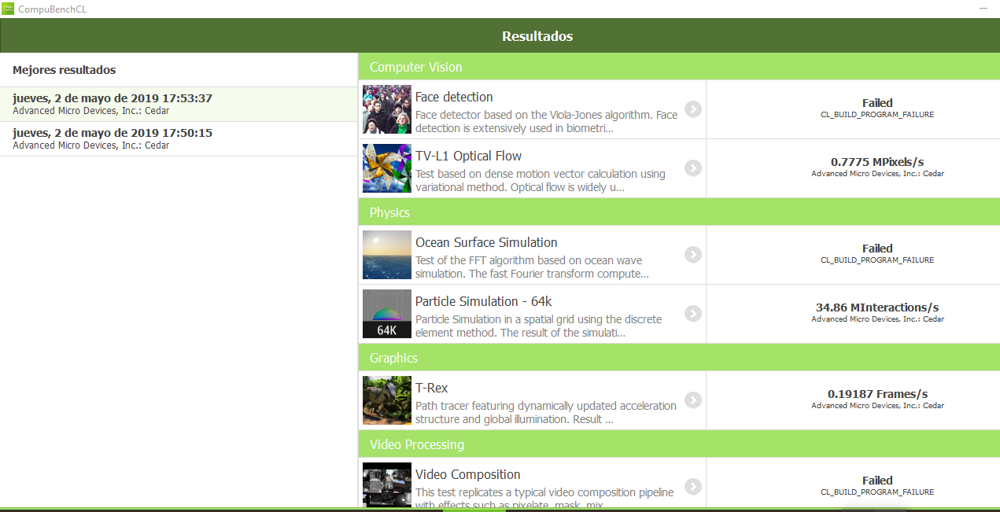 CompuBenchCL
Resultados
Mejores resultados
jueves, 2 de mayo de 2019 17:53:37
Advanced Micro Devices, Inc.: Cedar
jueves, 2 de mayo de 2019 17:50:15
Advanced Micro Devices, Inc.: Cedar
Computer Vision
Face detection
Face detector based on the Viola-Jones algorithm. Face
detection is extensively used in biometri...
Failed
CL_BUILD_PROGRAM_FAILURE
TV-L1 Optical Flow
Test based on dense motion vector calculation using
variational method. Optical flow is widely u...
0.7775 MPixels/s
Advanced Micro Devices, Inc.: Cedar
Physics
Ocean Surface Simulation
Test of the FFT algorithm based on ocean wave
simulation. The fast Fourier transform compute...
Failed
CL_BUILD_PROGRAM_FAILURE
64K
Particle Simulation - 64k
Particle Simulation in a spatial grid using the discrete
element method. The result of the simulati...
34.86 MInteractions/s
Advanced Micro Devices, Inc.: Cedar
Graphics
T-Rex
Path tracer featuring dynamically updated acceleration
structure and global illumination. Result ...
0.19187 Frames/s
Advanced Micro Devices, Inc.: Cedar
Video Processing
Video Composition
This test replicates a typical video composition pipeline
with effects such as pixelate, mask, mix
Failed
CL_BUILD_PROGRAM_FAILURE